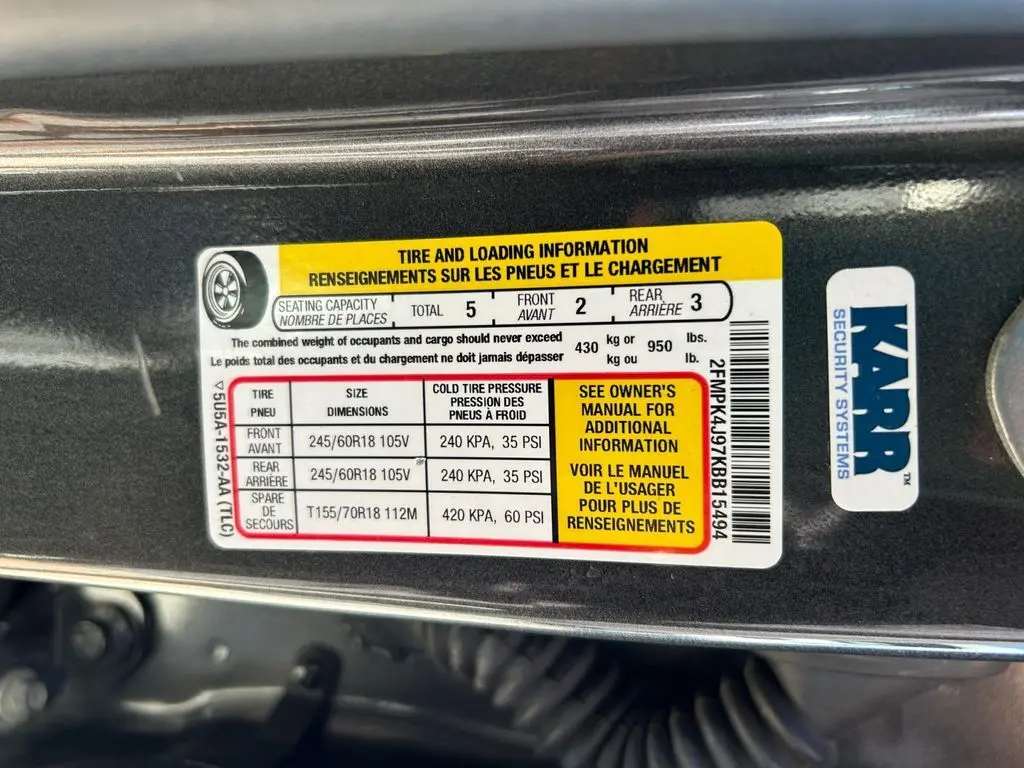 TIRE AND LOADING INFORMATION
RENSEIGNEMENTS SUR LES PNEUS ET LE CHARGEMENT
SEATING CAPACITY
NOMBRE DE PLACES
TOTAL 5
FRONT
AVANT 2
REAR
ARRIÈRE 3
The combined weight of occupants and cargo should never exceed 430 kg or 950 lbs.
Le poids total des occupants et du chargement ne doit jamais dépasser kg ou lb.
TIRE
PNEU
SIZE
DIMENSIONS
COLD TIRE PRESSURE
PRESSION DES
PNEUS À FROID
FRONT
AVANT
245/60R18 105V
240 KPA, 35 PSI
REAR
ARRIÈRE
245/60R18 105V
240 KPA, 35 PSI
SPARE
DE
SECOURS
T155/70R18 112M
420 KPA, 60 PSI
SEE OWNER'S
MANUAL FOR
ADDITIONAL
INFORMATION
VOIR LE MANUEL
DE L'USAGER
POUR PLUS DE
RENSEIGNEMENTS
▽5U5A-1532-AA (TLC)
2FMPK4J97KBB15494
KARR™
SECURITY SYSTEMS